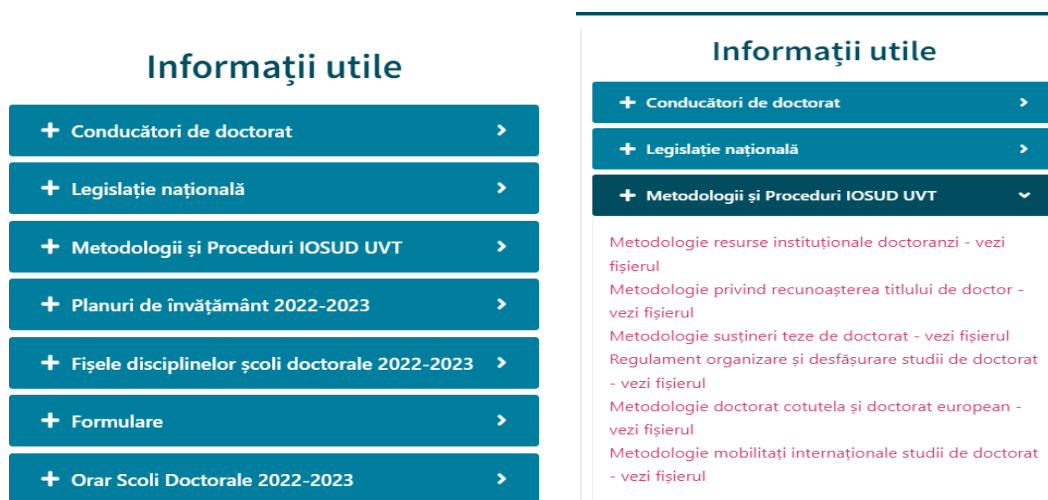 Informații utile
Conducători de doctorat
Legislație națională
Metodologii și Proceduri IOSUD UVT
Planuri de învățământ 2022-2023
Fișele disciplinelor școli doctorale 2022-2023
Formulare
Orar Scoli Doctorale 2022-2023
Informații utile
Conducători de doctorat
Legislație națională
Metodologii și Proceduri IOSUD UVT
Metodologie resurse instituționale doctoranzi - vezi
fișierul
Metodologie privind recunoașterea titlului de doctor -
vezi fișierul
Metodologie susțineri teze de doctorat - vezi fișierul
Regulament organizare și desfășurare studii de doctorat
- vezi fișierul
Metodologie doctorat cotutela și doctorat european -
vezi fișierul
Metodologie mobilitați internaționale studii de doctorat
- vezi fișierul